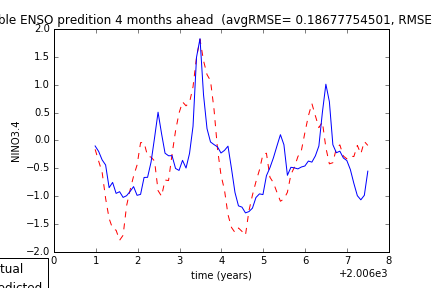 ble ENSO predition 4 months ahead (avgRMSE= 0.18677754501, RMSE
2.0
1.5
1.0
0.5
0.0
−0.5
−1.0
−1.5
−2.0
NINO3.4
0 1 2 3 4 5 6 7 8
time (years)
+2.006e3
tual
edicted